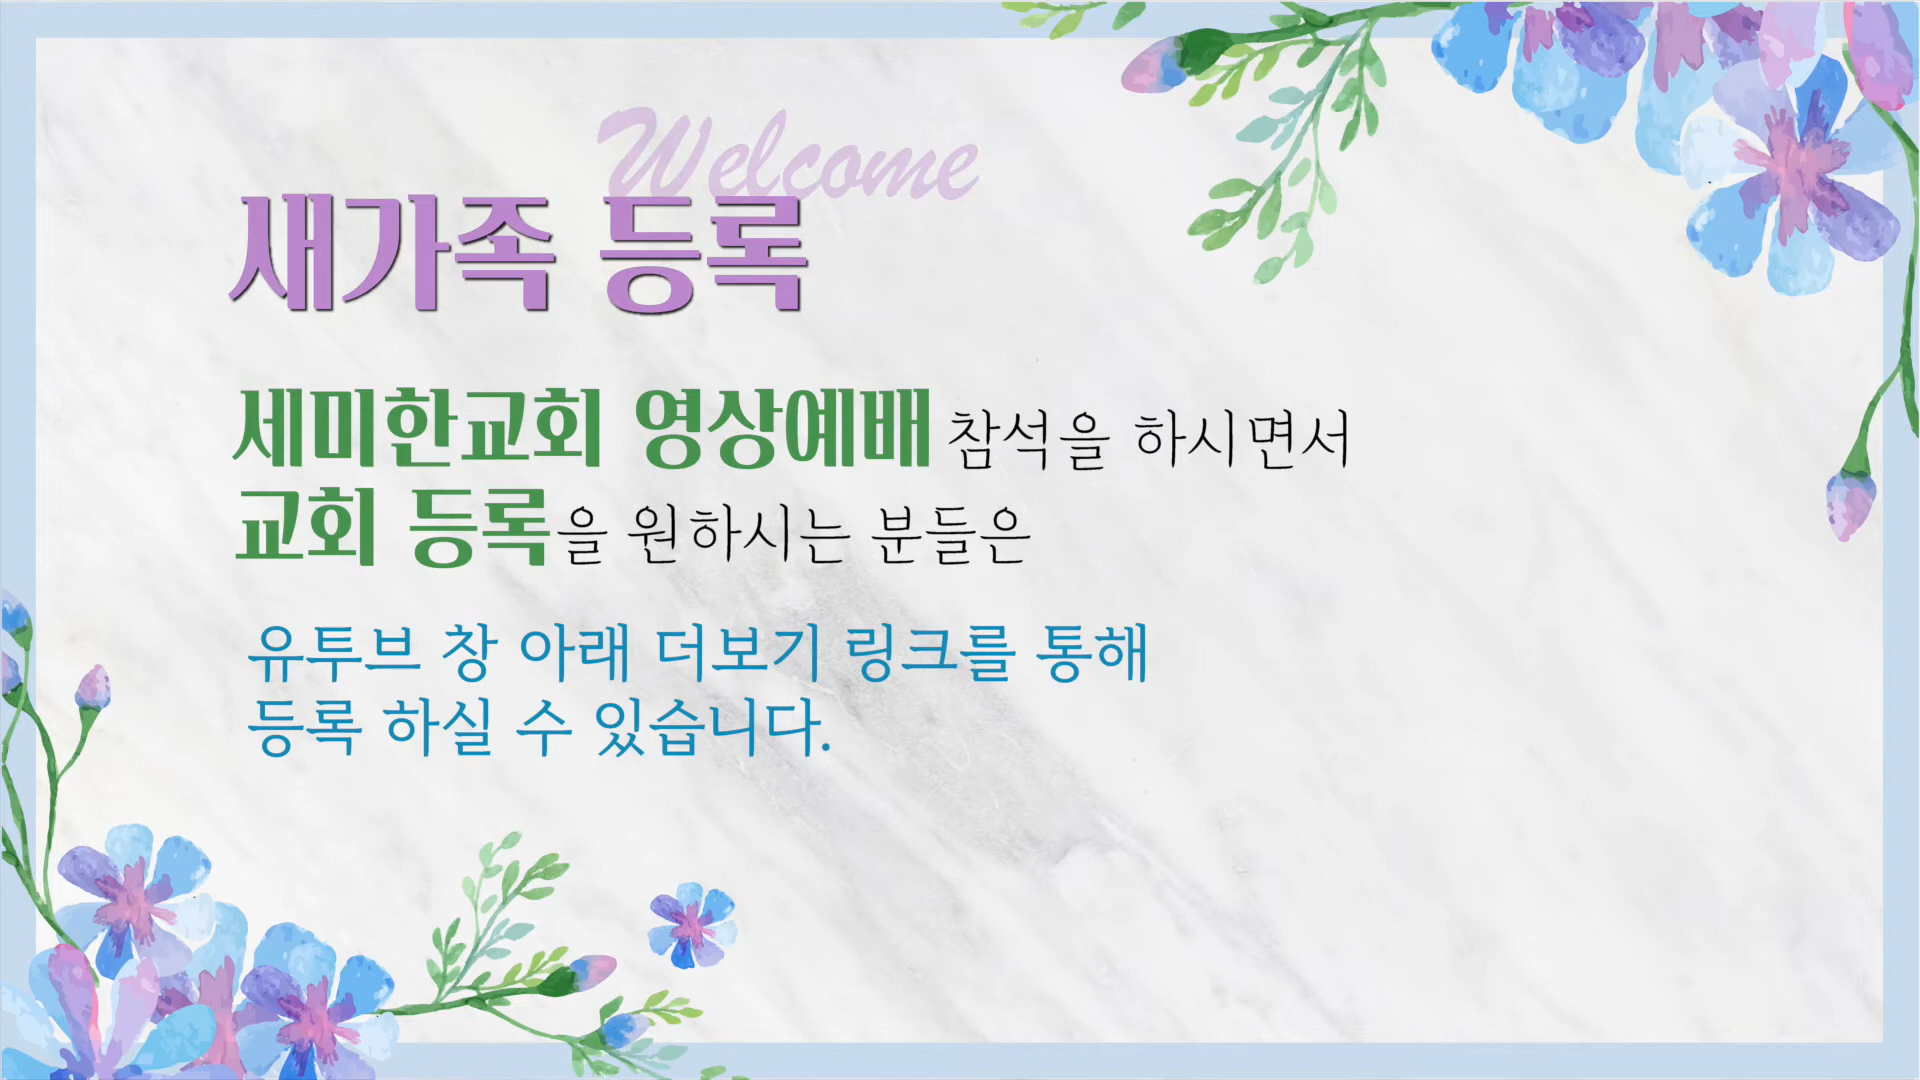 Welcome
새가족 등록
세미한교회 영상예배 참석을 하시면서
교회 등록을 원하시는 분들은
유투브 창 아래 더보기 링크를 통해
등록 하실 수 있습니다.